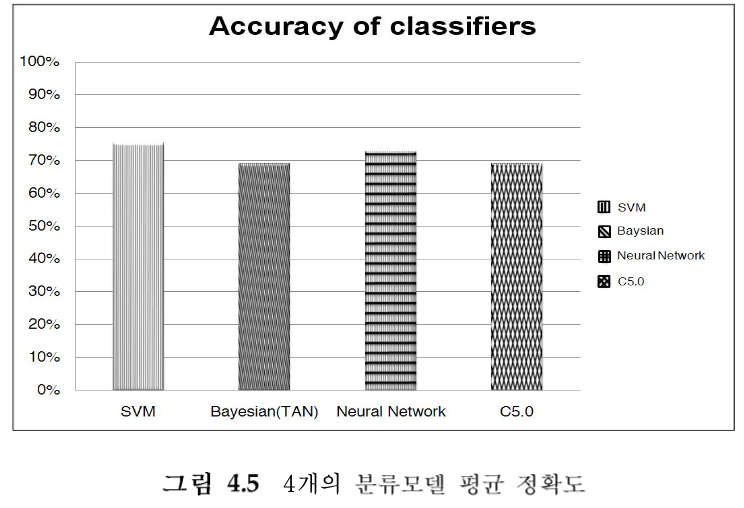 Accuracy of classifiers
100%
90%
80%
70%
60%
50%
40%
30%
20%
10%
0%
SVM
Bayesian(TAN)
Neural Network
C5.0
SVM
Baysian
Neural Network
C5.0
그림 4.5 4개의 분류모델 평균 정확도